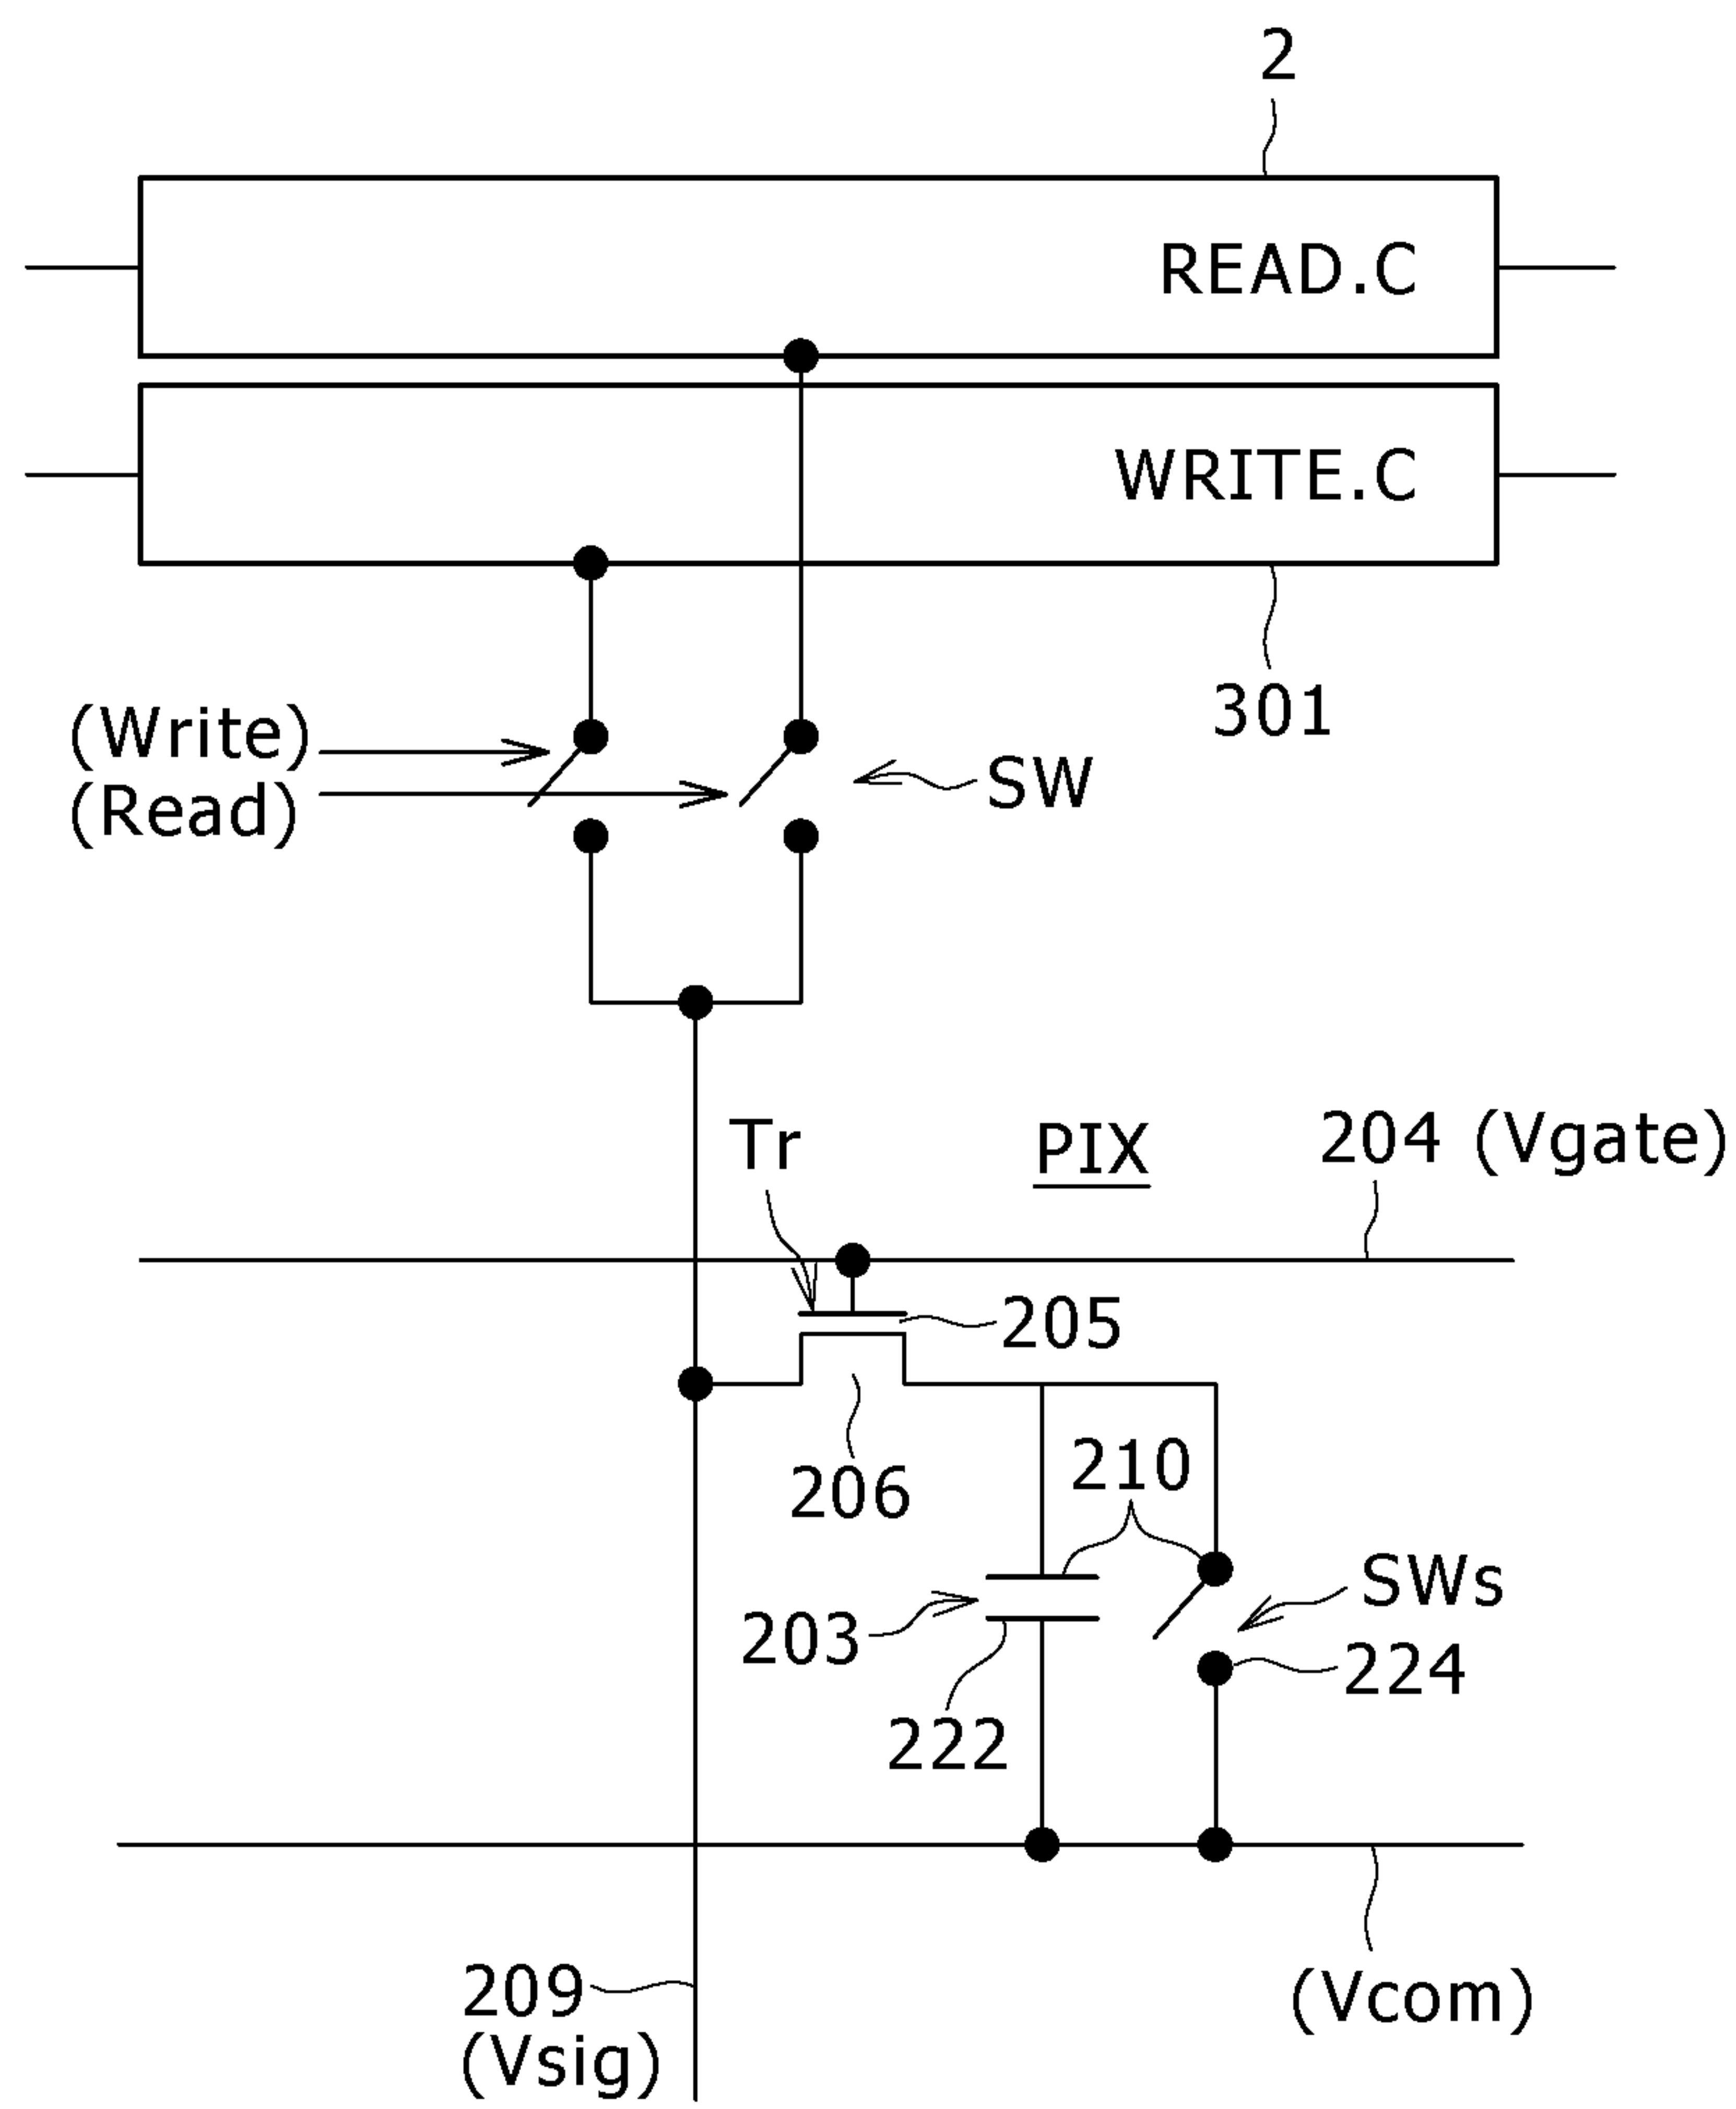 2
READ.C
WRITE.C
301
(Write)
(Read)
SW
Tr
PIX
204 (Vgate)
205
206
210
203
SWs
224
222
209
(Vsig)
(Vcom)